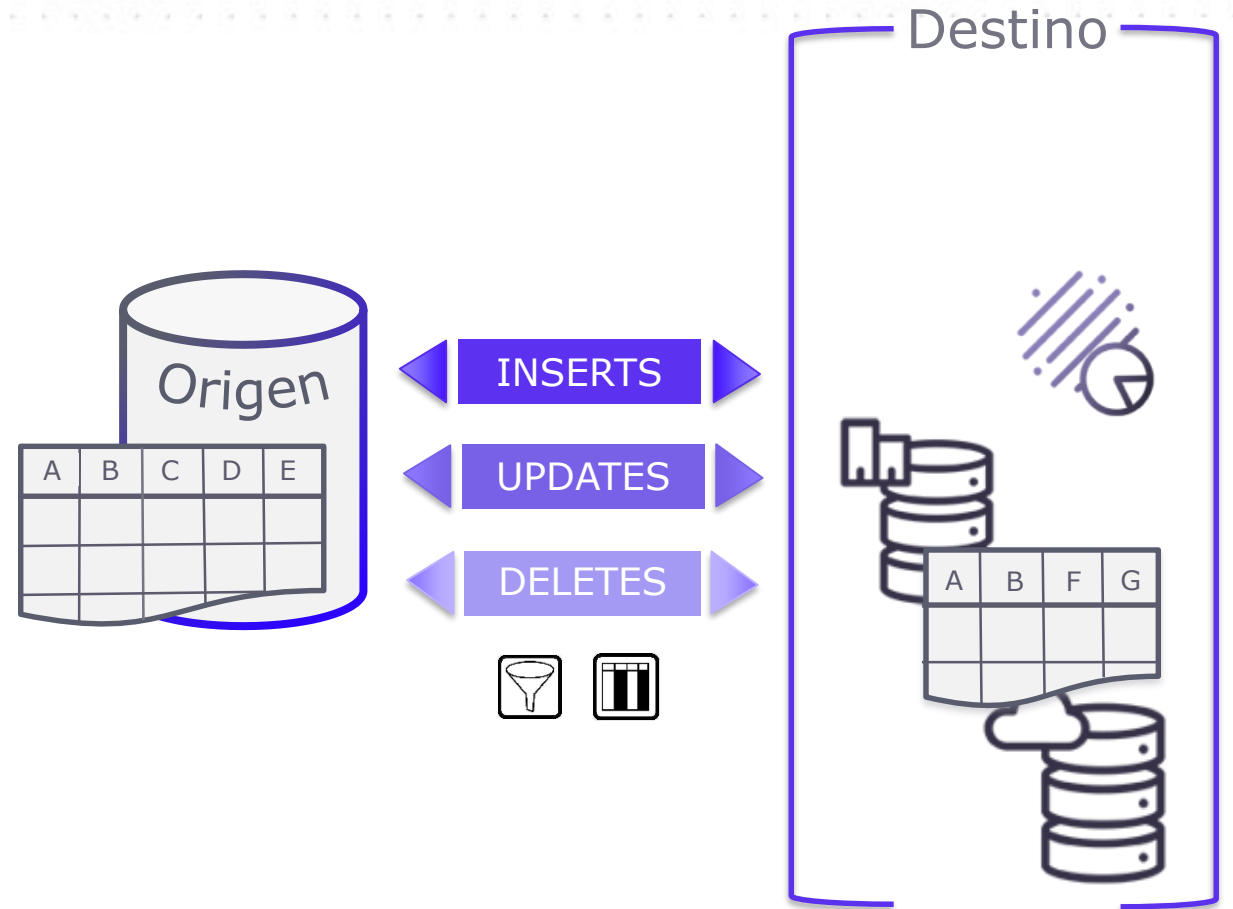 Destino
Origen
INSERTS
UPDATES
DELETES
A B C D E
A B F G